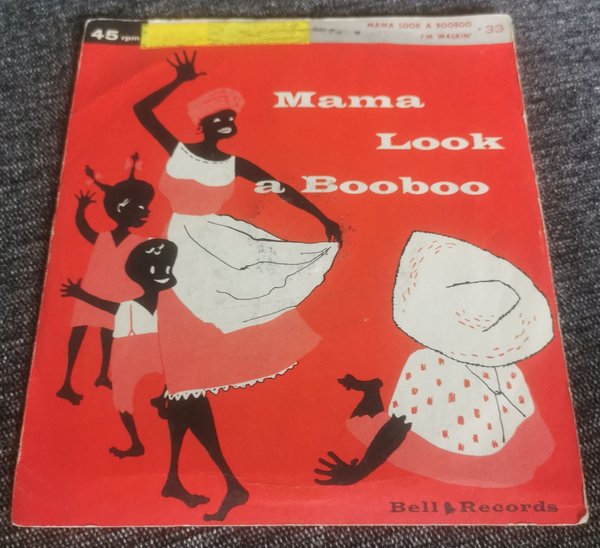 45 rpm
MAMA LOOK A BOOBOO
I'M WALKIN'
33
Mama
Look
a Booboo
Bell Records